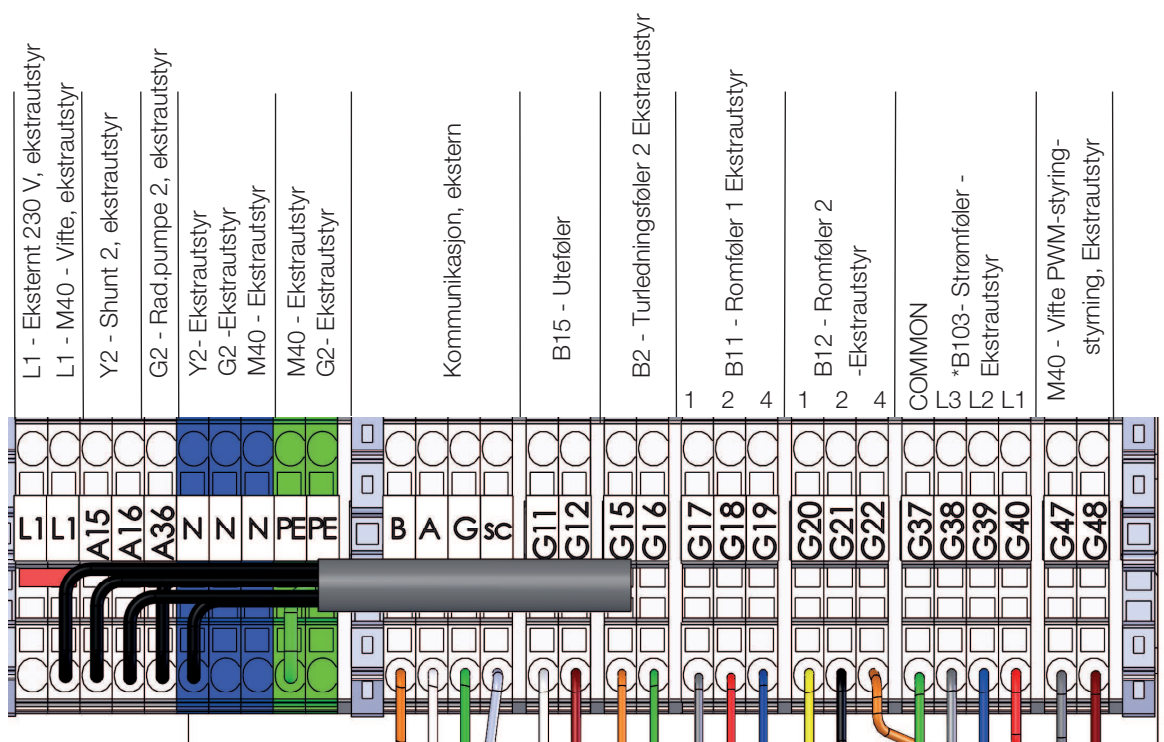 L1 - Eksternt 230 V, ekstrautstyr
L1 - M40 - Vifte, ekstrautstyr
Y2 - Shunt 2, ekstrautstyr
G2 - Rad.pumpe 2, ekstrautstyr
Y2- Ekstrautstyr
G2 -Ekstrautstyr
M40 - Ekstrautstyr
M40 - Ekstrautstyr
G2- Ekstrautstyr
Kommunikasjon, ekstern
B15 - Uteføler
B2 - Turledningsføler 2 Ekstrautstyr
B11 - Romføler 1 Ekstrautstyr
1 2 4
B12 - Romføler 2
-Ekstrautstyr
1 2 4
COMMON
*B103- Strømføler -
Ekstrautstyr
L3 L2 L1
M40 - Vifte PWM-styring-
styrning, Ekstrautstyr
L1 L1 A15 A16 A36 N N N PE PE B A G SC G11 G12 G15 G16 G17 G18 G19 G20 G21 G22 G37 G38 G39 G40 G47 G48